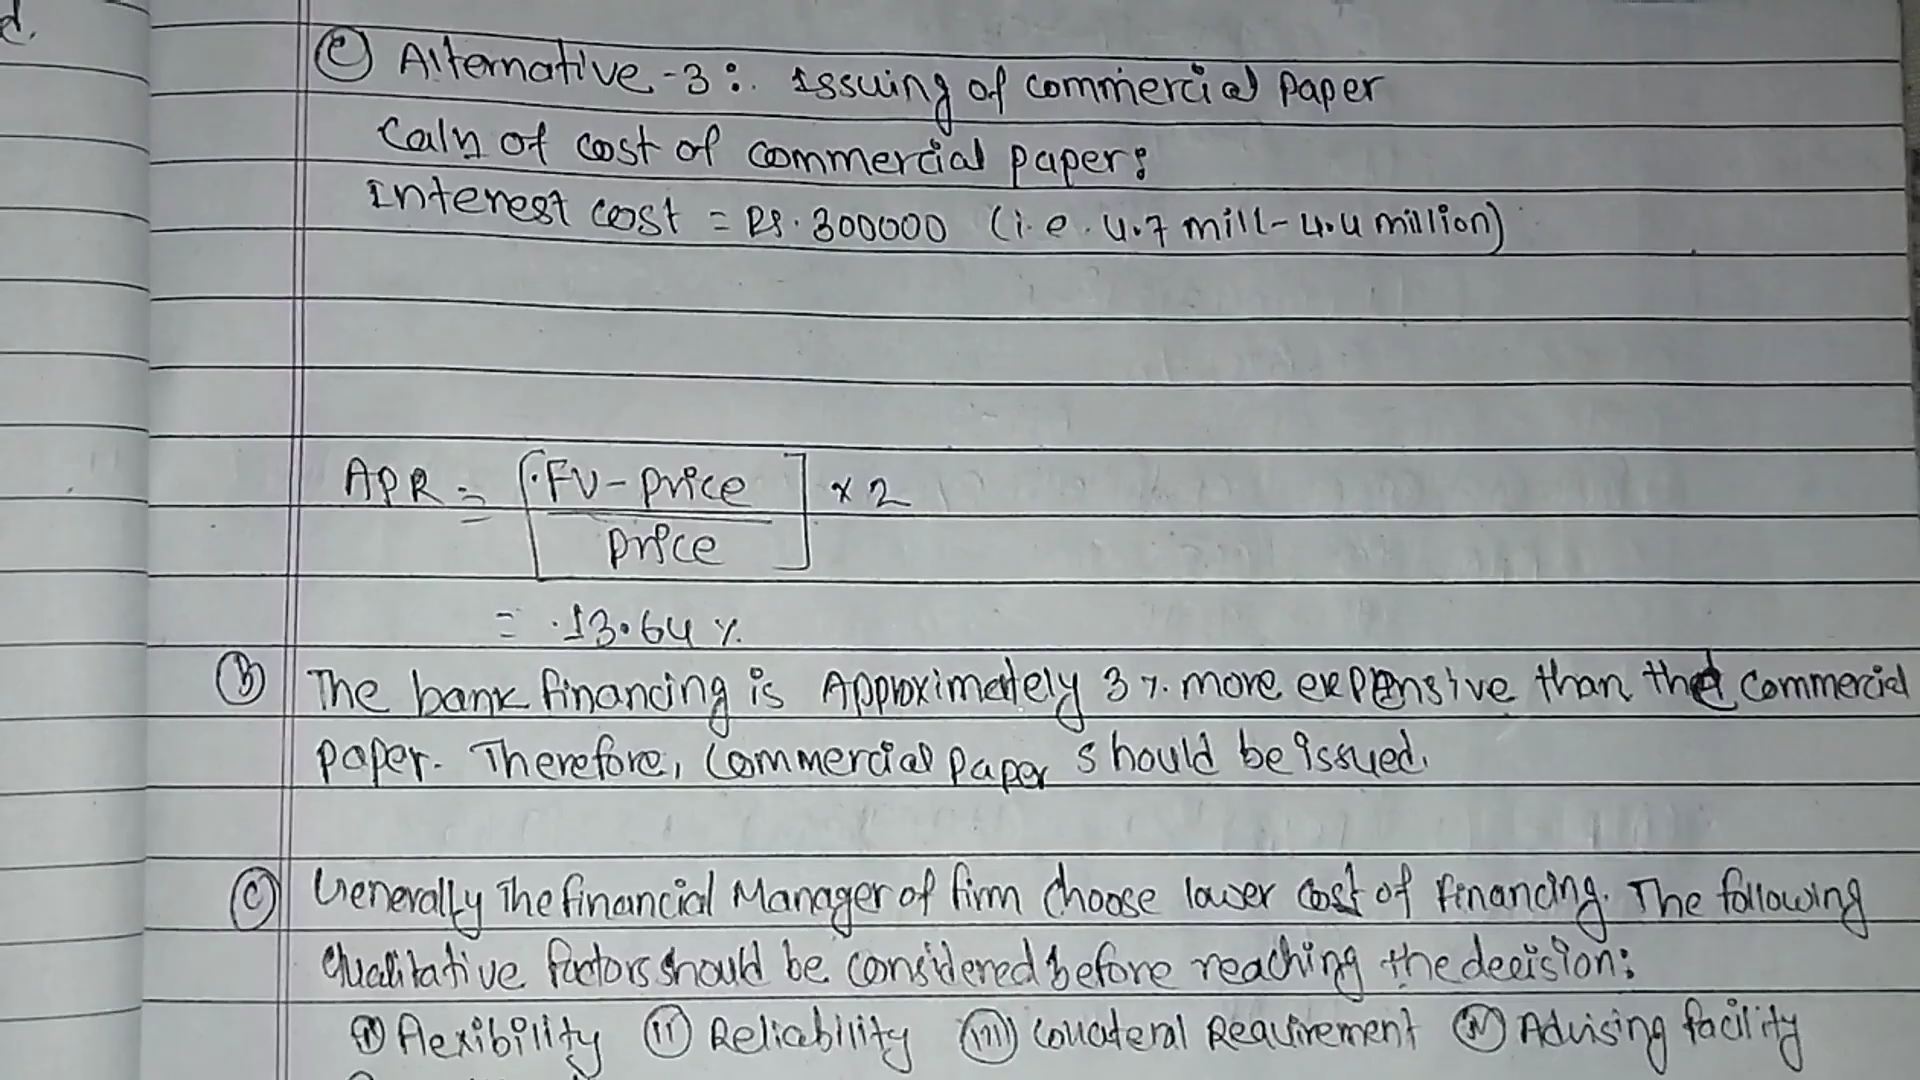 d.
(C) Alternative-3: Issuing of commercial paper
Caln of cost of commercial paper:
Interest cost = Rs. 300000 (i.e. 4.7 mill-4.4 million)
APR = [FV-price / price] x 2
= 13.64%
(b) The bank financing is Approximately 3% more expensive than the commercial
paper. Therefore, Commercial paper should be issued.
(C) Generally The financial Manager of firm choose lower cost of financing. The following
qualitative factors should be considered before reaching the decision:
(i) flexibility (ii) Reliability (iii) Collateral Requirement (iv) Advising facility